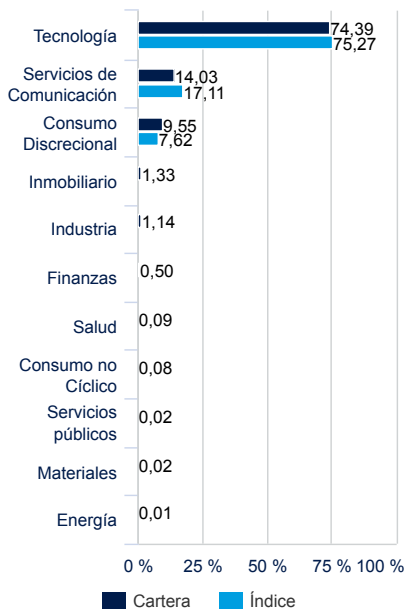 Tecnología
74,39
75,27
Servicios de
Comunicación
14,03
17,11
Consumo
Discrecional
9,55
7,62
Inmobiliario
1,33
Industria
1,14
Finanzas
0,50
Salud
0,09
Consumo no
Cíclico
0,08
Servicios
públicos
0,02
Materiales
0,02
Energía
0,01
0 % 25 % 50 % 75 % 100 %
Cartera Índice